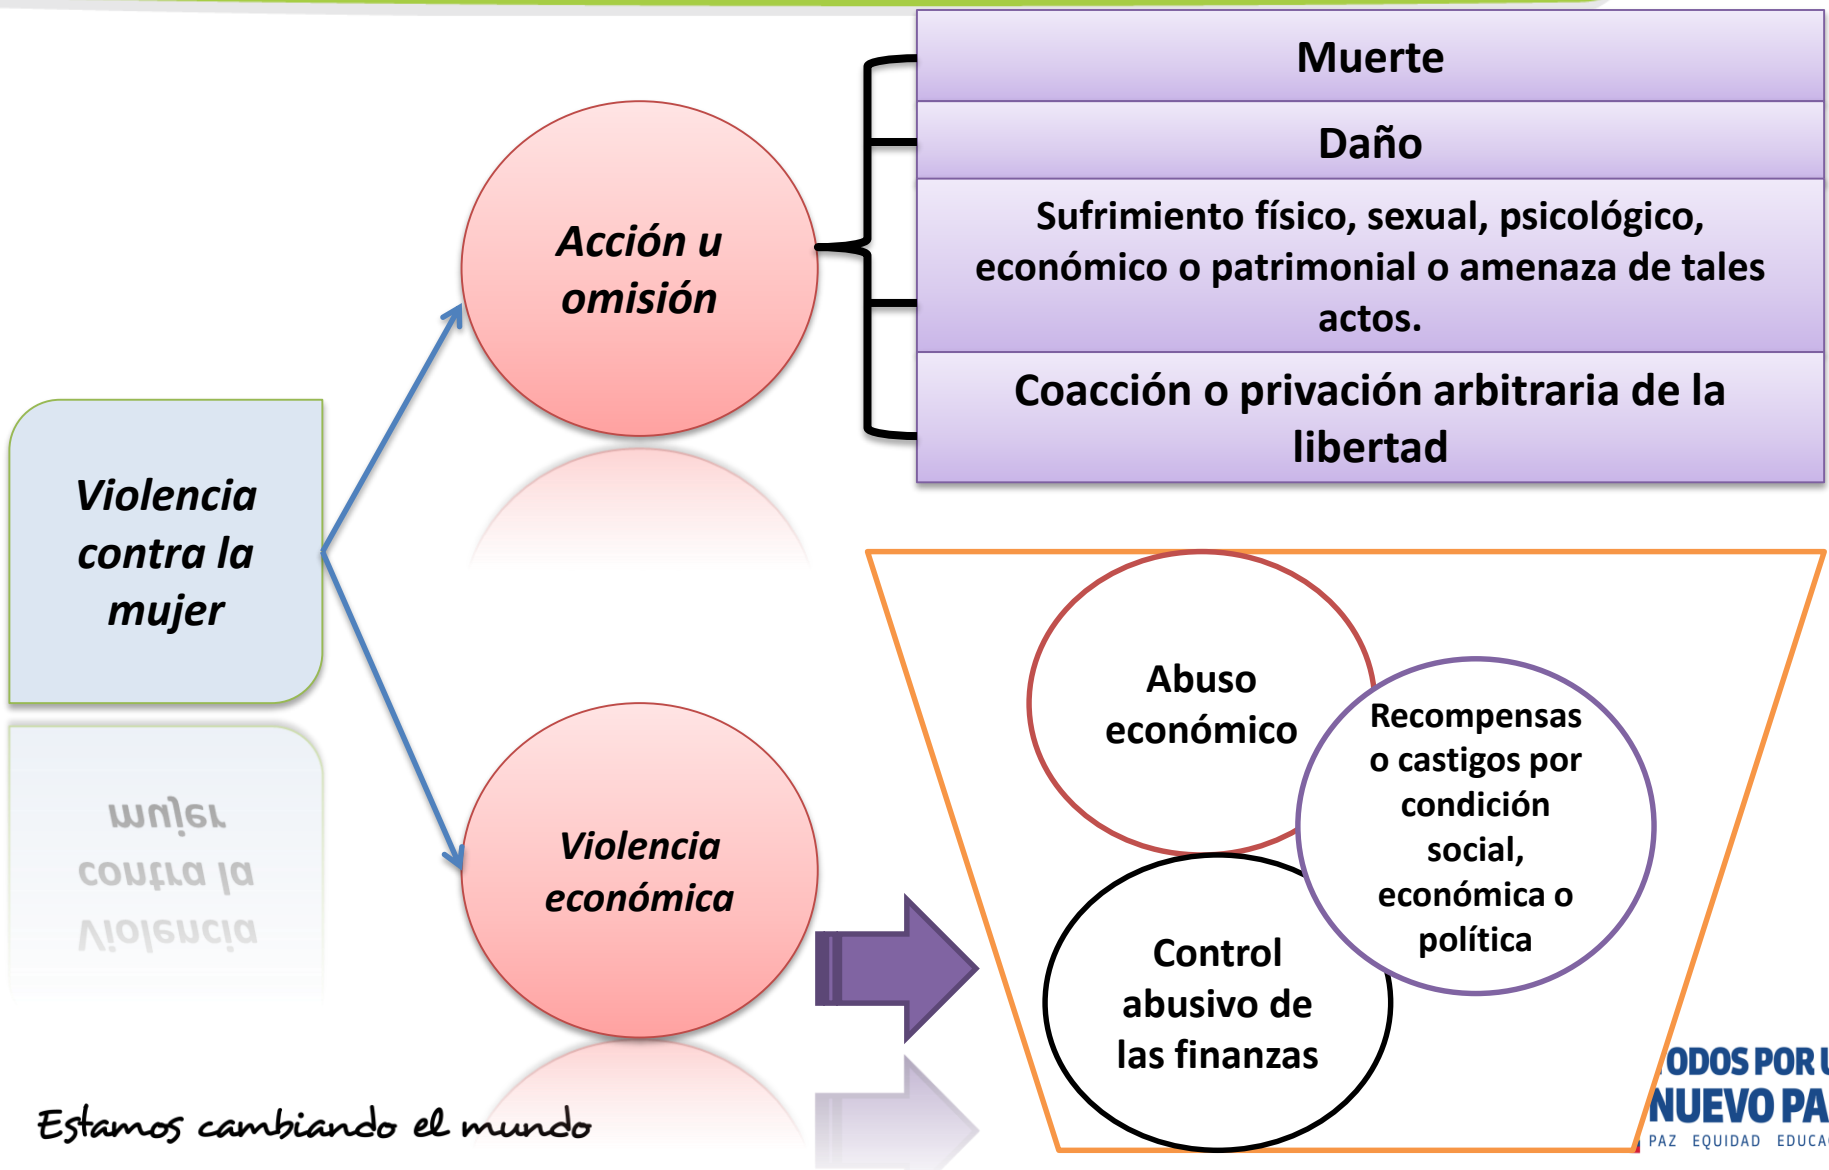 Muerte
Daño
Sufrimiento físico, sexual, psicológico,
económico o patrimonial o amenaza de tales
actos.
Coacción o privación arbitraria de la
libertad
Acción u
omisión
Violencia
contra la
mujer
Violencia
económica
Abuso
económico
Recompensas
o castigos por
condición
social,
económica o
política
Control
abusivo de
las finanzas
Estamos cambiando el mundo
POR
NUEVO
PAZ EQUIDAD